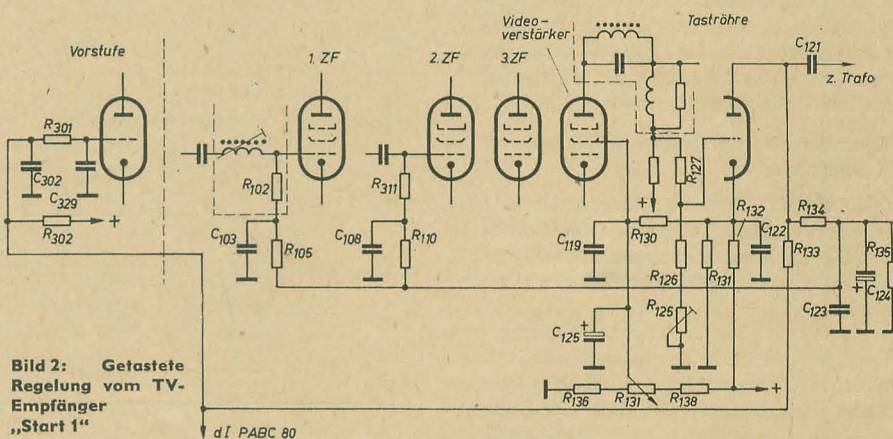 Video-
verstärker
Taströhre
Vorstufe
1. ZF
2. ZF
3. ZF
C121
z. Trafo
R301
C302
C329
R302
+
R102
C103
R105
R311
C108
R110
R127
+
C119
R130
R132
C122
R134
R133
R135
C124
+
R126
R131
C123
R125
C125
+
R136
R131
R138
+
Bild 2: Getastete
Regelung vom TV-
Empfänger
„Start 1“
dI PABC 80